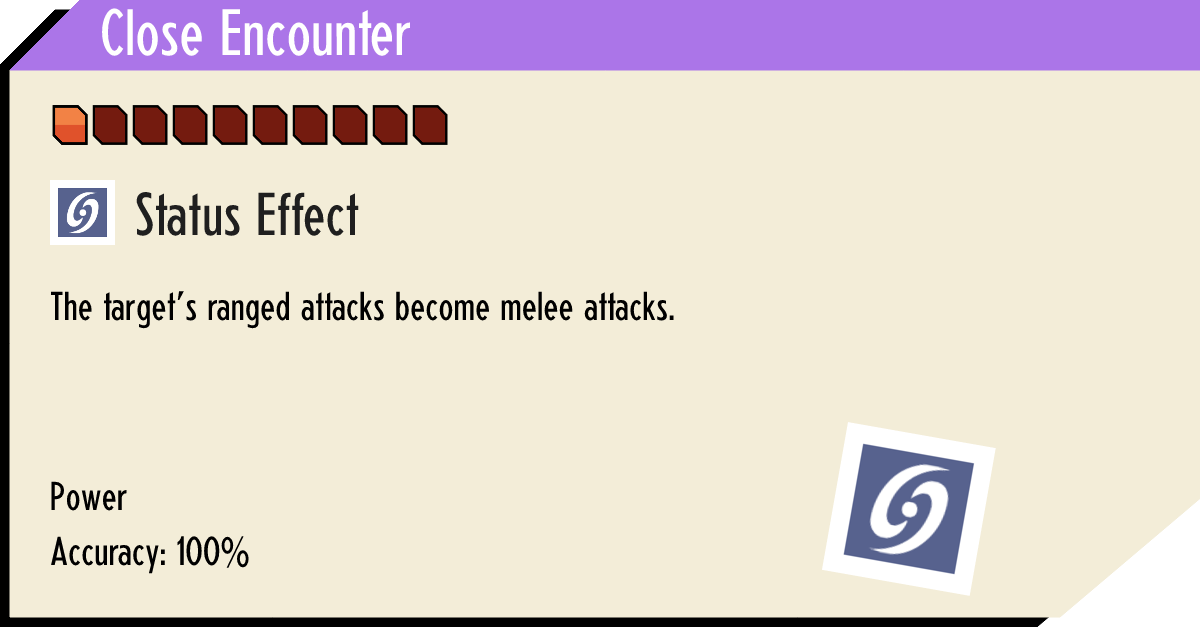 Close Encounter
Status Effect
The target's ranged attacks become melee attacks.
Power
Accuracy: 100%